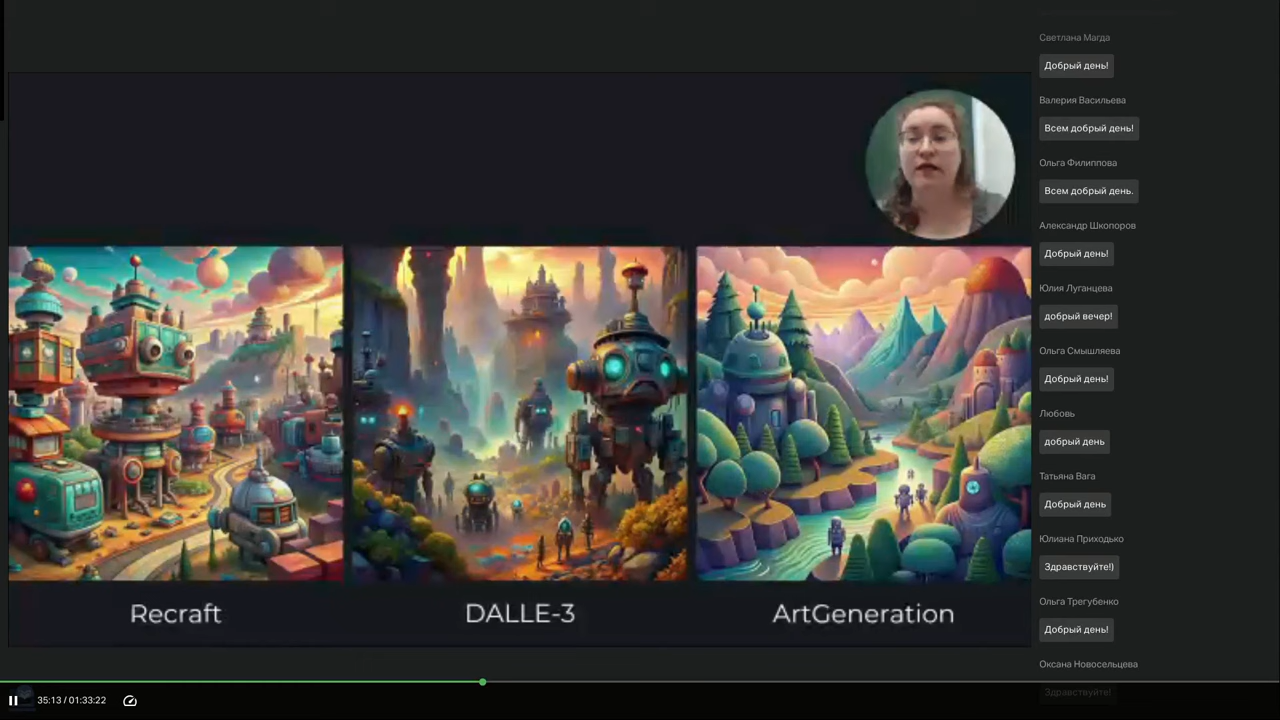 Recraft
DALLE-3
ArtGeneration
35:13 / 01:33:22
Светлана Магда
Добрый день!
Валерия Васильева
Всем добрый день!
Ольга Филиппова
Всем добрый день.
Александр Шкопоров
Добрый день!
Юлия Луганцева
добрый вечер!
Ольга Смышляева
Добрый день!
Любовь
добрый день
Татьяна Вага
Добрый день
Юлиана Приходько
Здравствуйте!)
Ольга Трегубенко
Добрый день!
Оксана Новосельцева
Здравствуйте!